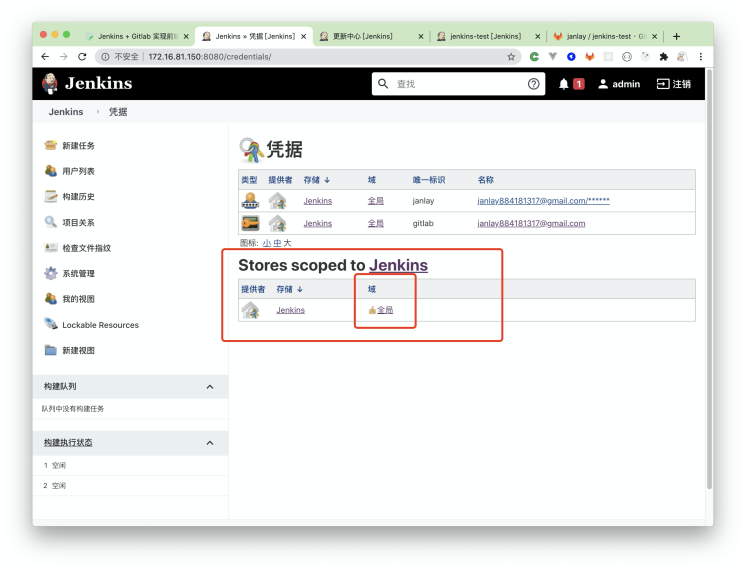 Jenkins + Gitlab 实现前
Jenkins » 凭据 [Jenkins]
更新中心 [Jenkins]
jenkins-test [Jenkins]
janlay / jenkins-test · Git
不安全 | 172.16.81.150:8080/credentials/
Jenkins
查找
1
admin
注销
Jenkins › 凭据
新建任务
用户列表
构建历史
项目关系
检查文件指纹
系统管理
我的视图
Lockable Resources
新建视图
构建队列
队列中没有构建任务
构建执行状态
1 空闲
2 空闲
凭据
类型 提供者 存储 ↓ 域 唯一标识 名称
Jenkins 全局 janlay janlay884181317@gmail.com/******
Jenkins 全局 gitlab janlay884181317@gmail.com
图标: 小 中 大
Stores scoped to Jenkins
提供者 存储 ↓ 域
Jenkins 全局